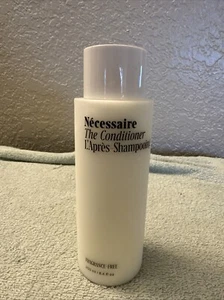 Nécessaire
The Conditioner
L'Après Shampooing
FRAGRANCE-FREE